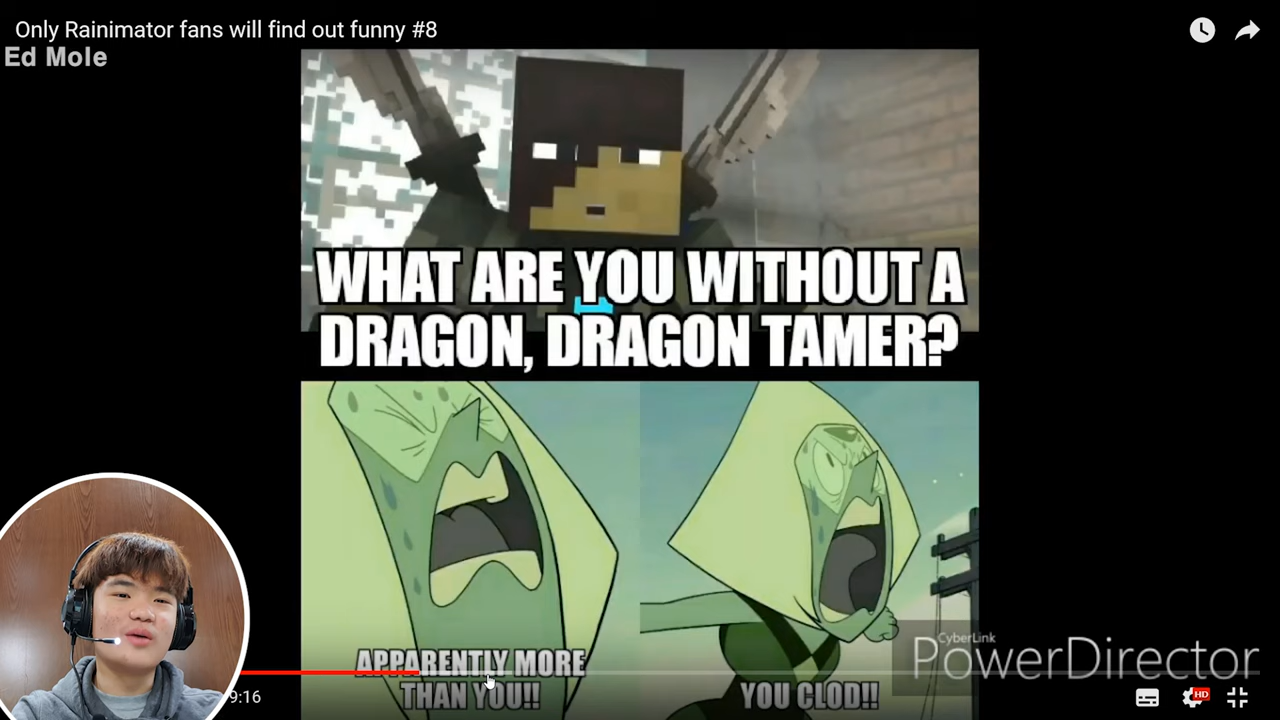 Only Rainimator fans will find out funny #8
Ed Mole
WHAT ARE YOU WITHOUT A
DRAGON, DRAGON TAMER?
APPARENTLY MORE
THAN YOU!!
YOU CLOD!!
CyberLink
PowerDirector
9:16
HD